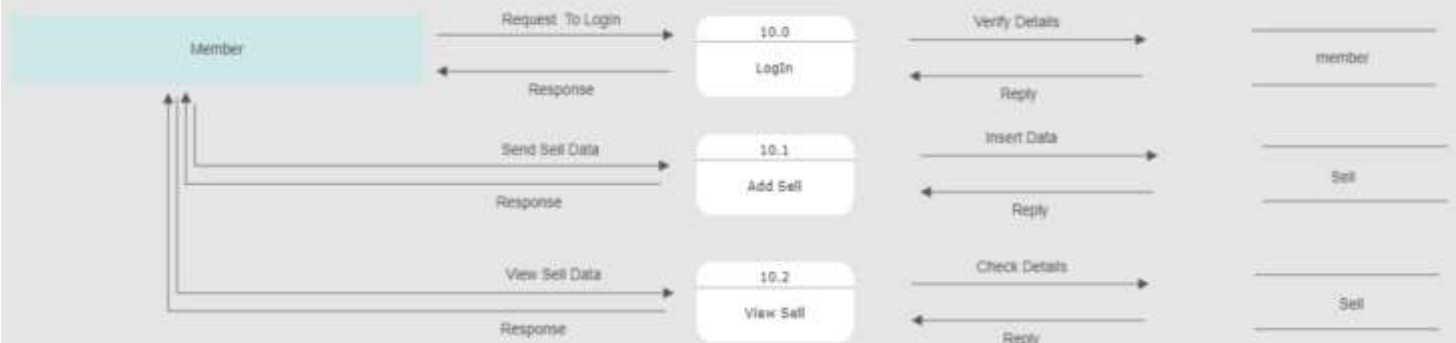 Request To Login
Verify Details
10.0
Member
LogIn
member
Response
Reply
Send Sell Data
Insert Data
10.1
Add Sell
Sell
Response
Reply
View Sell Data
Check Details
10.2
View Sell
Sell
Response
Reply